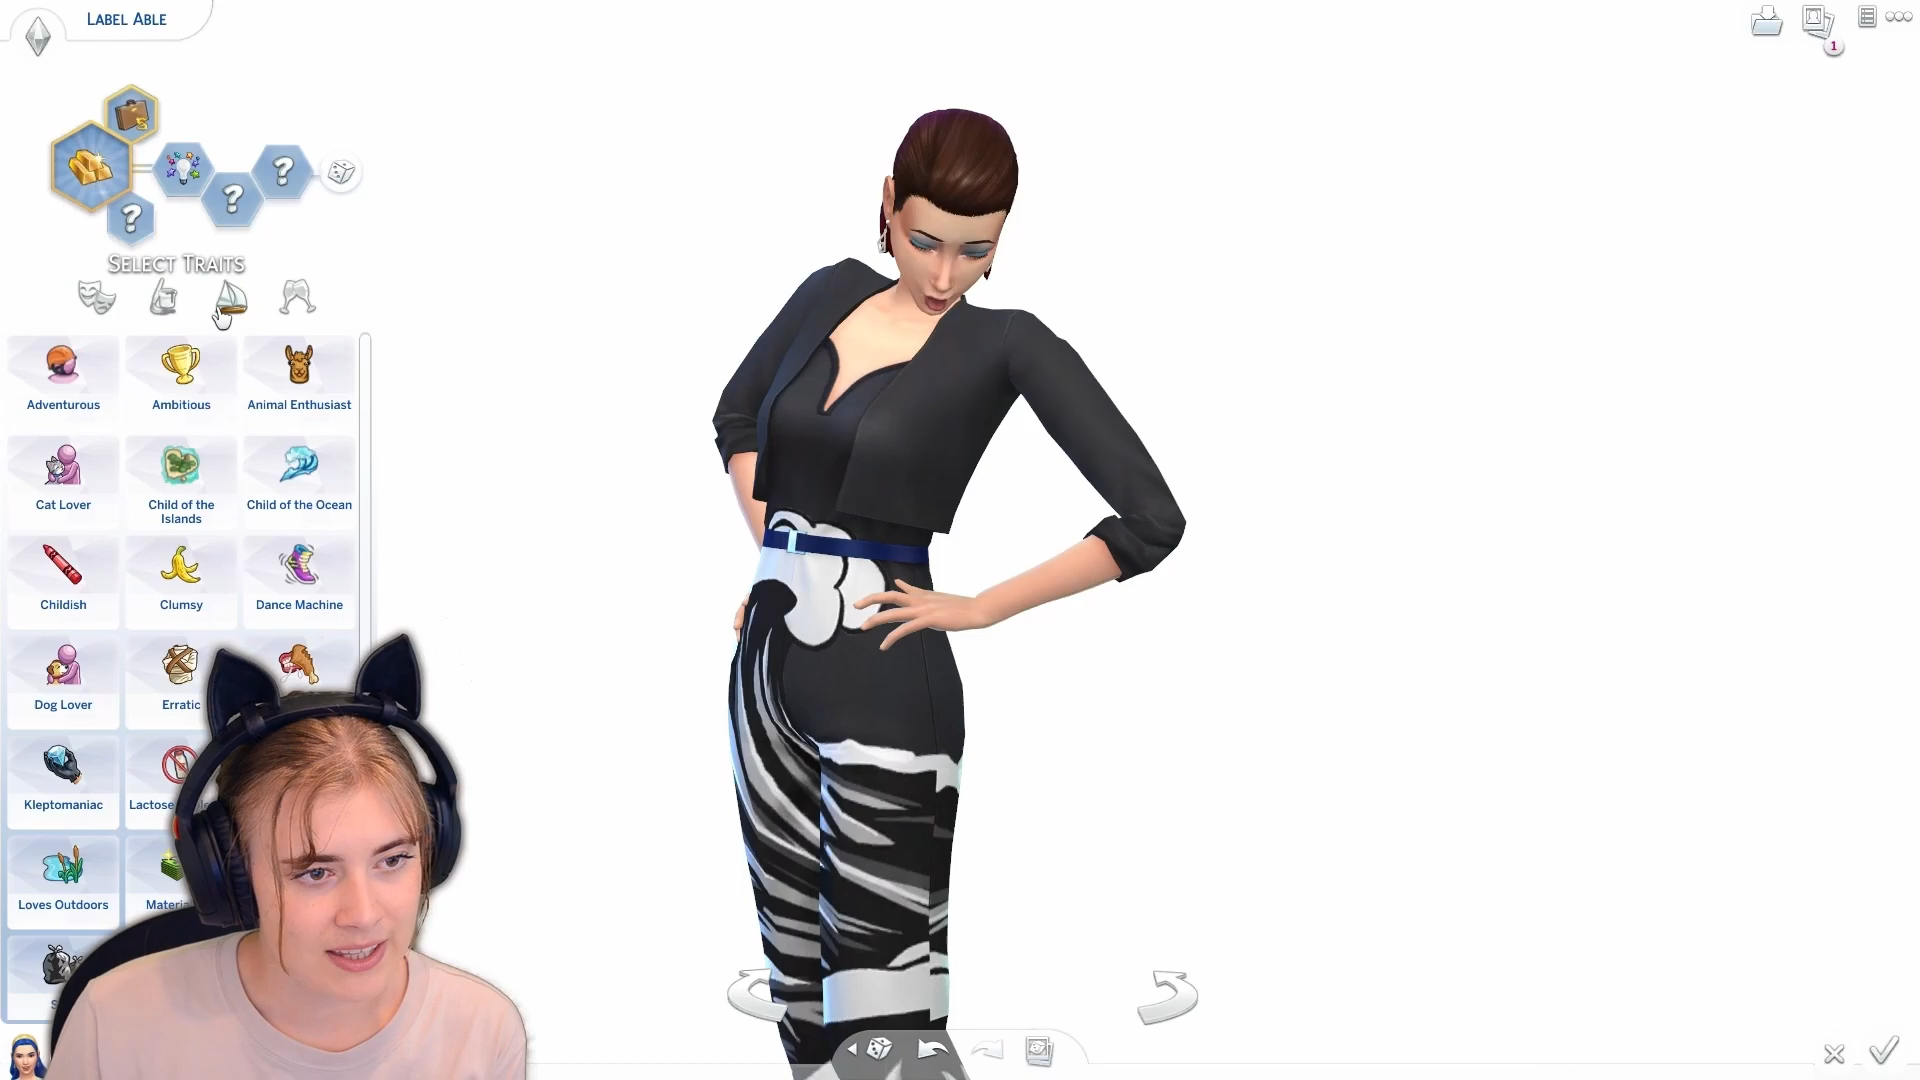 LABEL ABLE
1
SELECT TRAITS
Adventurous
Ambitious
Animal Enthusiast
Cat Lover
Child of the
Islands
Child of the Ocean
Childish
Clumsy
Dance Machine
Dog Lover
Erratic
Kleptomaniac
Lactose
Loves Outdoors